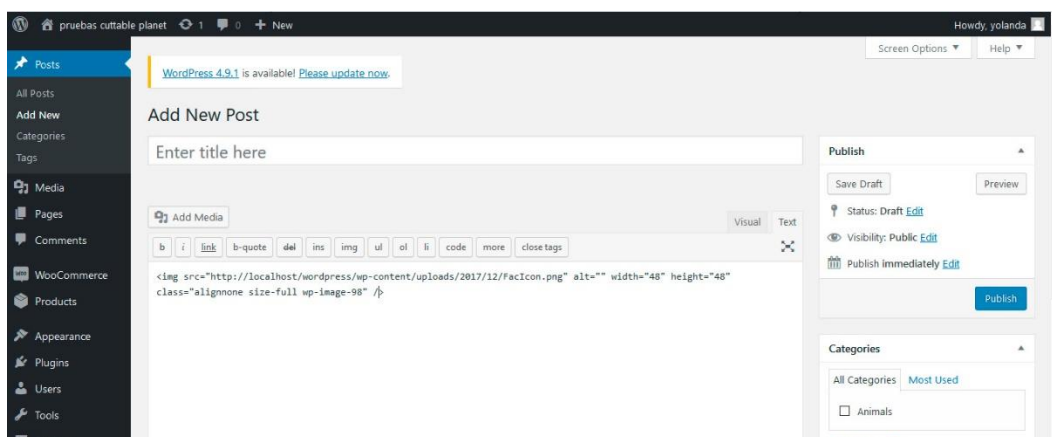 pruebas cuttable planet 1 0 + New
Howdy, yolanda
Screen Options ▼ Help ▼
Posts
WordPress 4.9.1 is available! Please update now.
All Posts
Add New
Categories
Tags
Media
Pages
Comments
WooCommerce
Products
Appearance
Plugins
Users
Tools
Add New Post
Enter title here
Add Media
Visual Text
b i link b-quote del ins img ul ol li code more close tags
<img src="http://localhost/wordpress/wp-content/uploads/2017/12/FacIcon.png" alt="" width="48" height="48"
class="alignnone size-full wp-image-98" />
Publish
Save Draft Preview
Status: Draft Edit
Visibility: Public Edit
Publish immediately Edit
Publish
Categories
All Categories Most Used
Animals